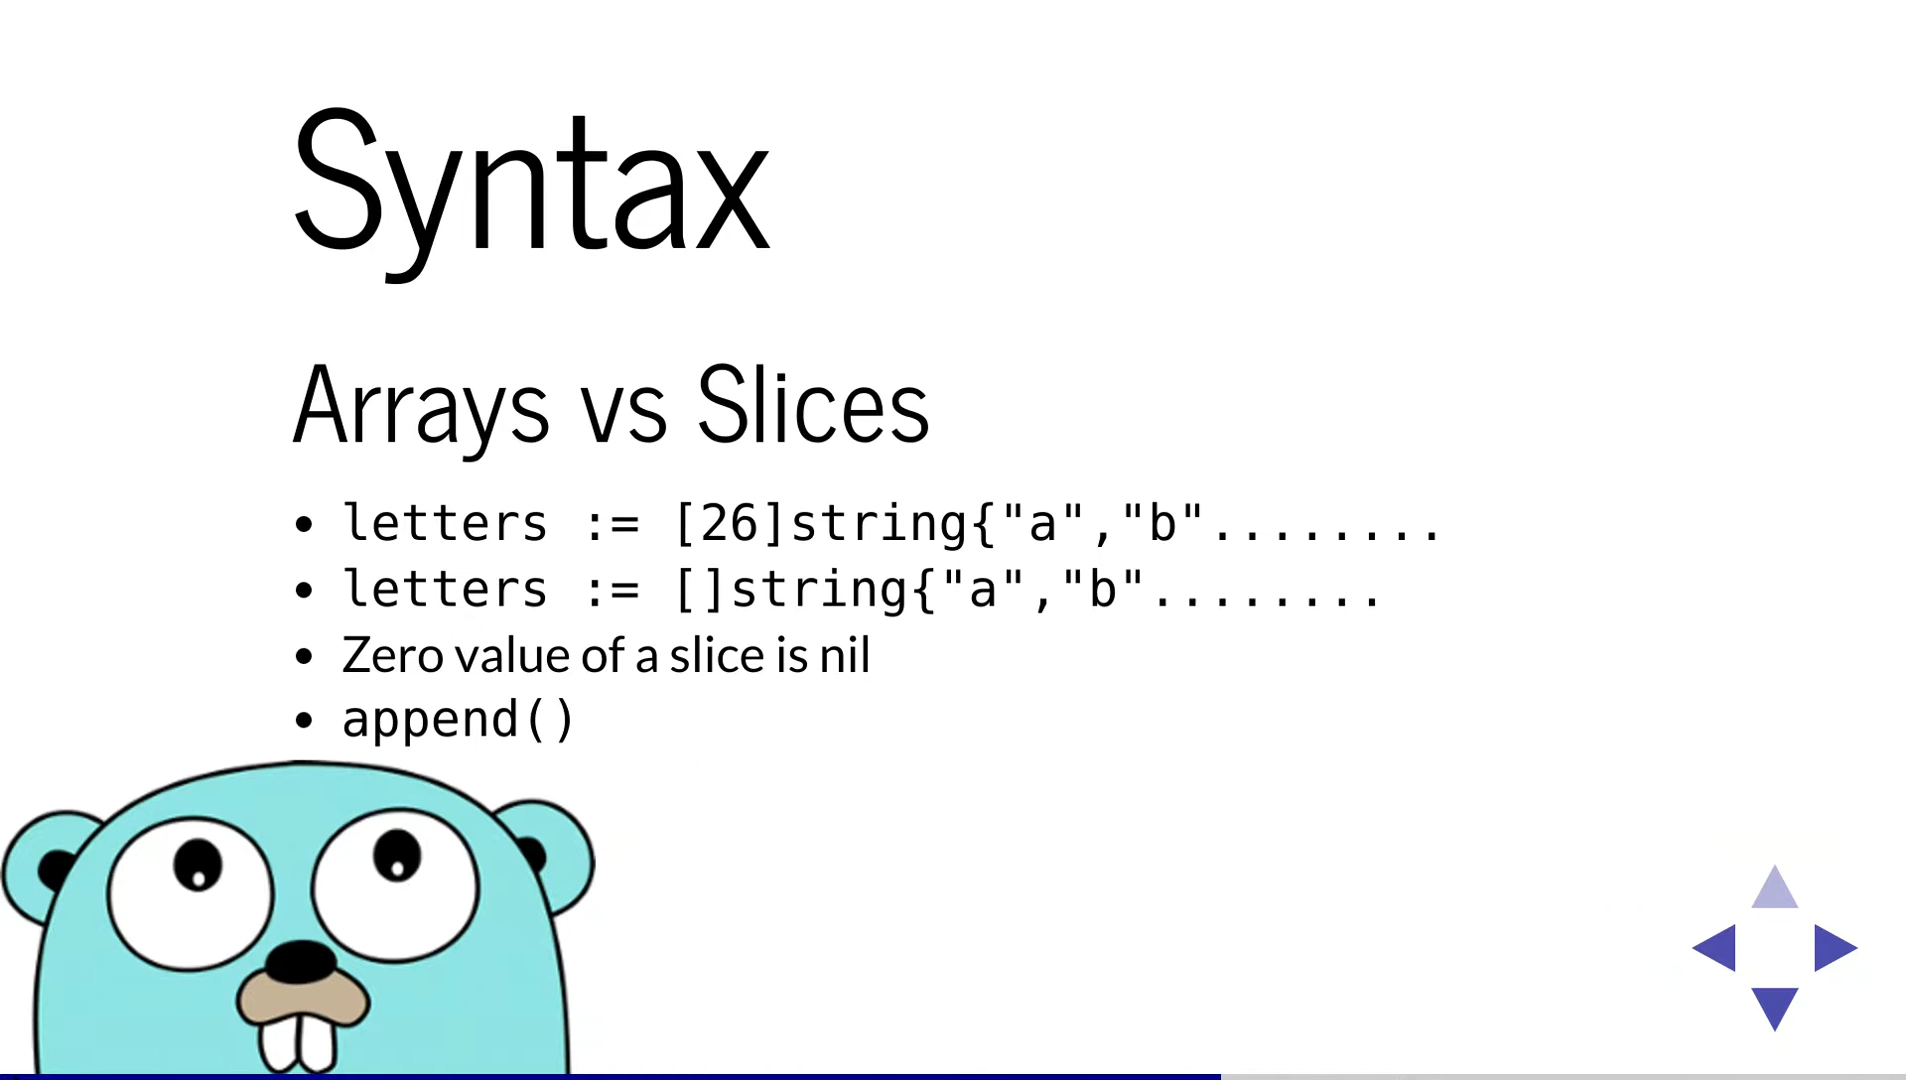 Syntax
Arrays vs Slices
• letters := [26]string{"a","b"........
• letters := []string{"a","b"........
• Zero value of a slice is nil
• append()